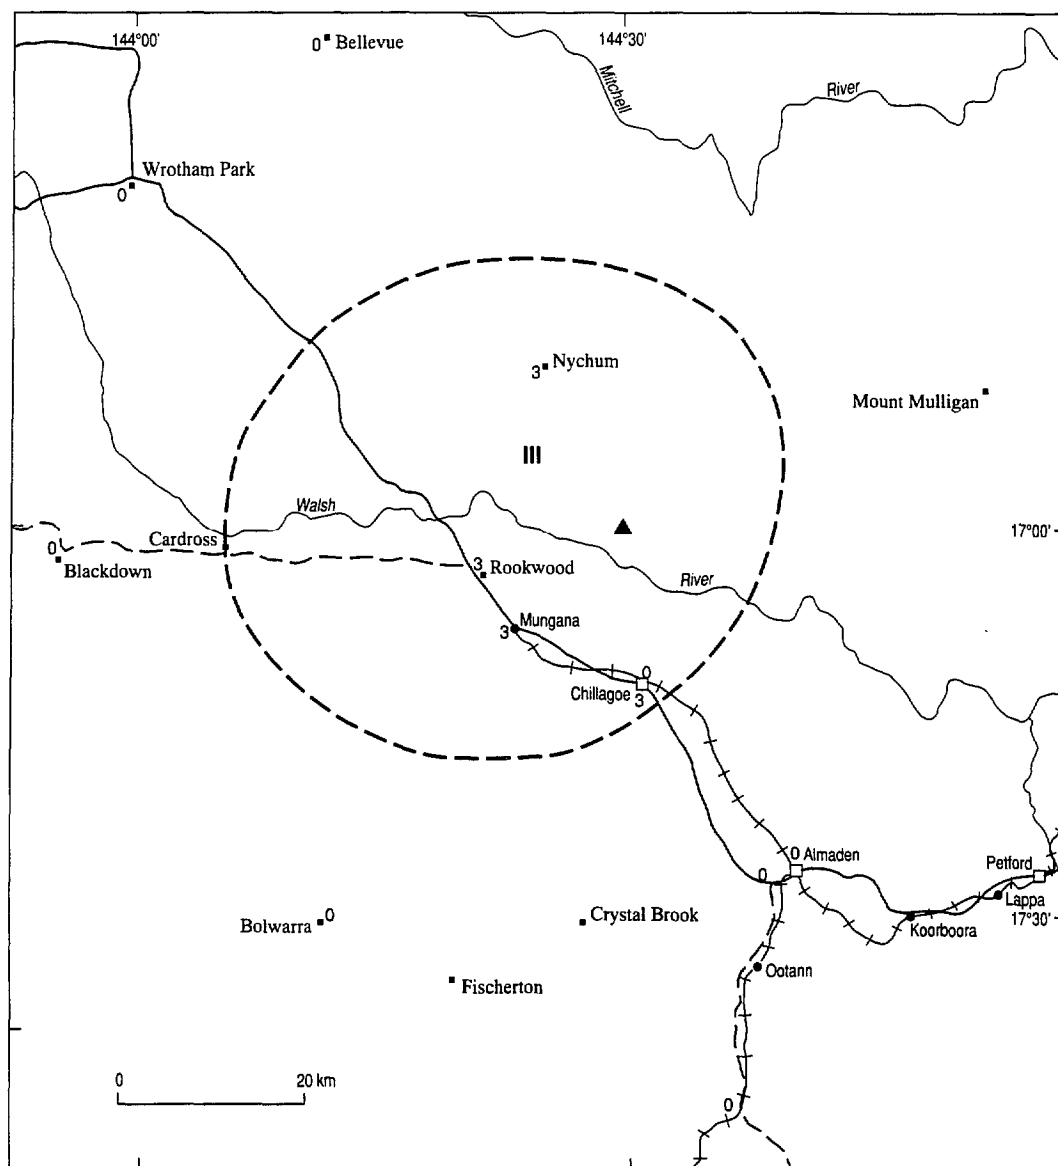 144°00'
144°30'
0 Bellevue
Mitchell
River
Wrotham Park
0
Nychum
3
Mount Mulligan
III
Walsh
17°00'
Cardross
0
Blackdown
3
Rookwood
River
Mungana
3
0
Chillagoe
3
0 Almaden
Petford
0
Lappa
Bolwarra 0
Crystal Brook
Koorboora
17°30'
Ootann
Fischerton
0 20 km
0